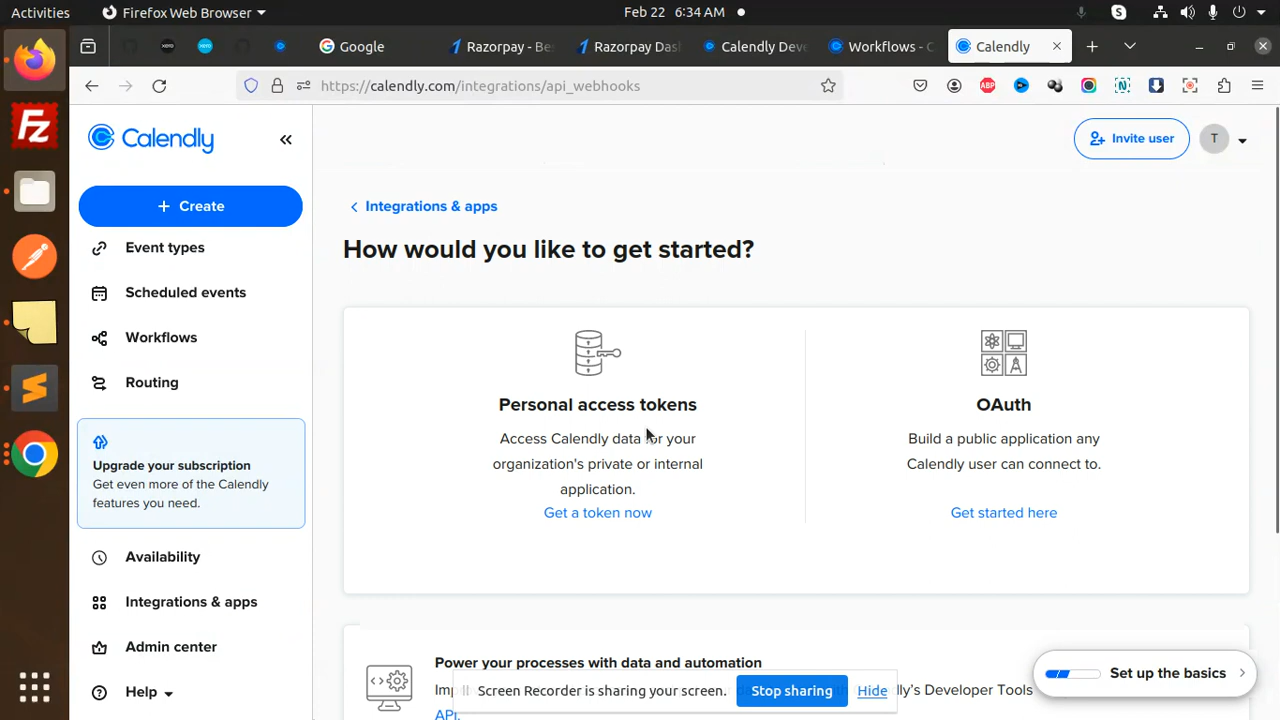 Activities
Firefox Web Browser
Feb 22 6:34 AM
Google
Razorpay - Be
Razorpay Das
Calendly Deve
Workflows - C
Calendly
https://calendly.com/integrations/api_webhooks
Calendly
Invite user
T
Create
Integrations & apps
Event types
How would you like to get started?
Scheduled events
Workflows
Routing
Personal access tokens
OAuth
Access Calendly data for your
organization's private or internal
application.
Get a token now
Build a public application any
Calendly user can connect to.
Get started here
Upgrade your subscription
Get even more of the Calendly
features you need.
Availability
Integrations & apps
Admin center
Help
Power your processes with data and automation
Screen Recorder is sharing your screen.
Stop sharing
Hide
ly's Developer Tools
API.
Set up the basics